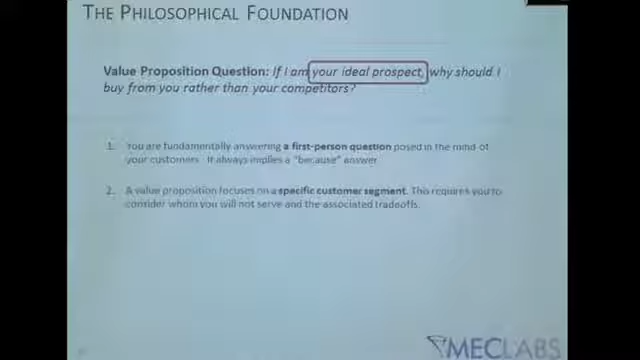 THE PHILOSOPHICAL FOUNDATION
Value Proposition Question: If I am your ideal prospect, why should I
buy from you rather than your competitors?
1. You are fundamentally answering a first-person question posed in the mind of
your customers. It always implies a "because" answer.
2. A value proposition focuses on a specific customer segment. This requires you to
consider whom you will not serve and the associated tradeoffs.
MECLABS